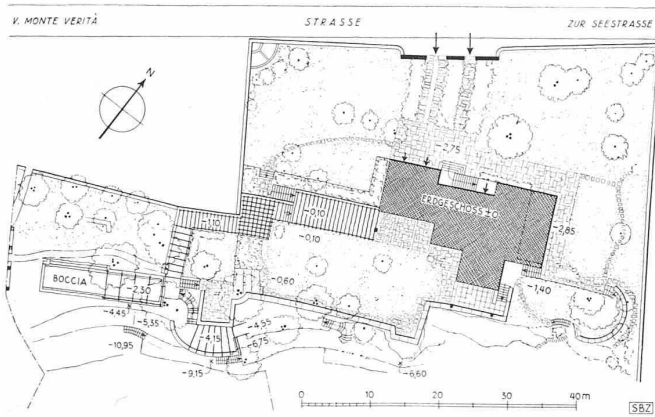 V. MONTE VERITÀ STRASSE ZUR SEESTRASSE
N
-2,75
ERDGESCHOSS ±0
-1,10
-0,10
-0,10
-2,85
-0,60
BOCCIA
-2,30
-1,40
-4,45
-5,35
-4,15
-4,55
-6,75
-10,95
-9,15
-6,60
0 10 20 30 40m
SBZ